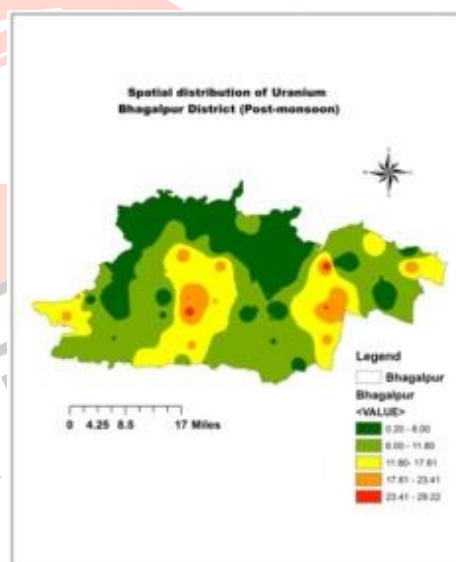 Spatial distribution of Uranium
Bhagalpur District (Post-monsoon)
Legend
Bhagalpur
Bhagalpur
<VALUE>
0.20 - 6.00
6.00 - 11.80
11.80- 17.61
17.61 - 23.41
23.41 - 29.22
0 4.25 8.5 17 Miles